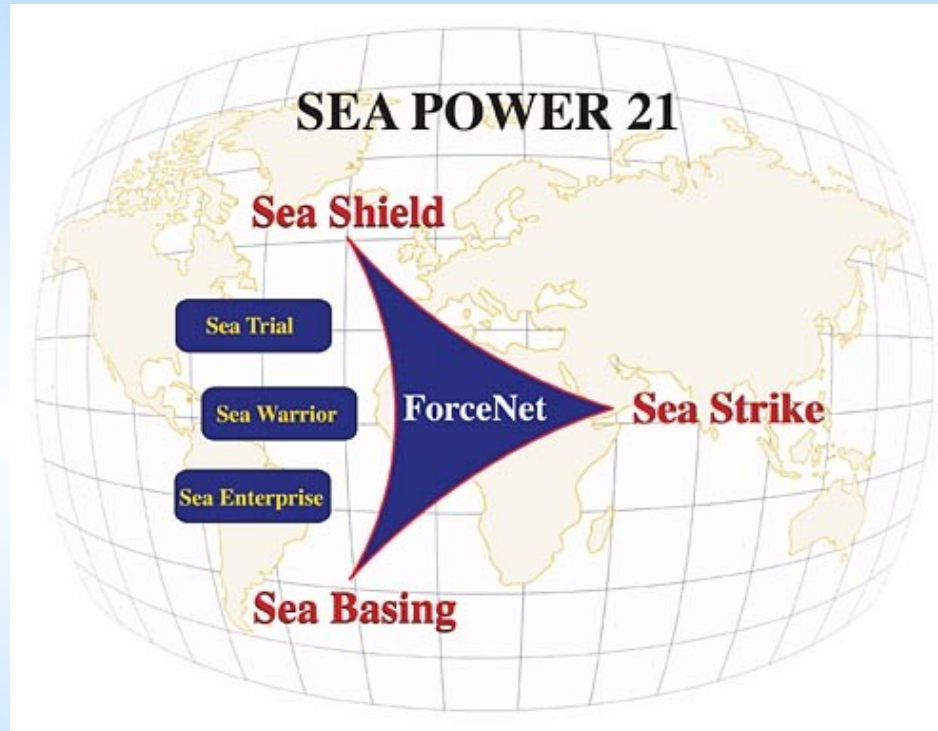 SEA POWER 21
Sea Shield
Sea Trial
Sea Warrior
ForceNet
Sea Strike
Sea Enterprise
Sea Basing